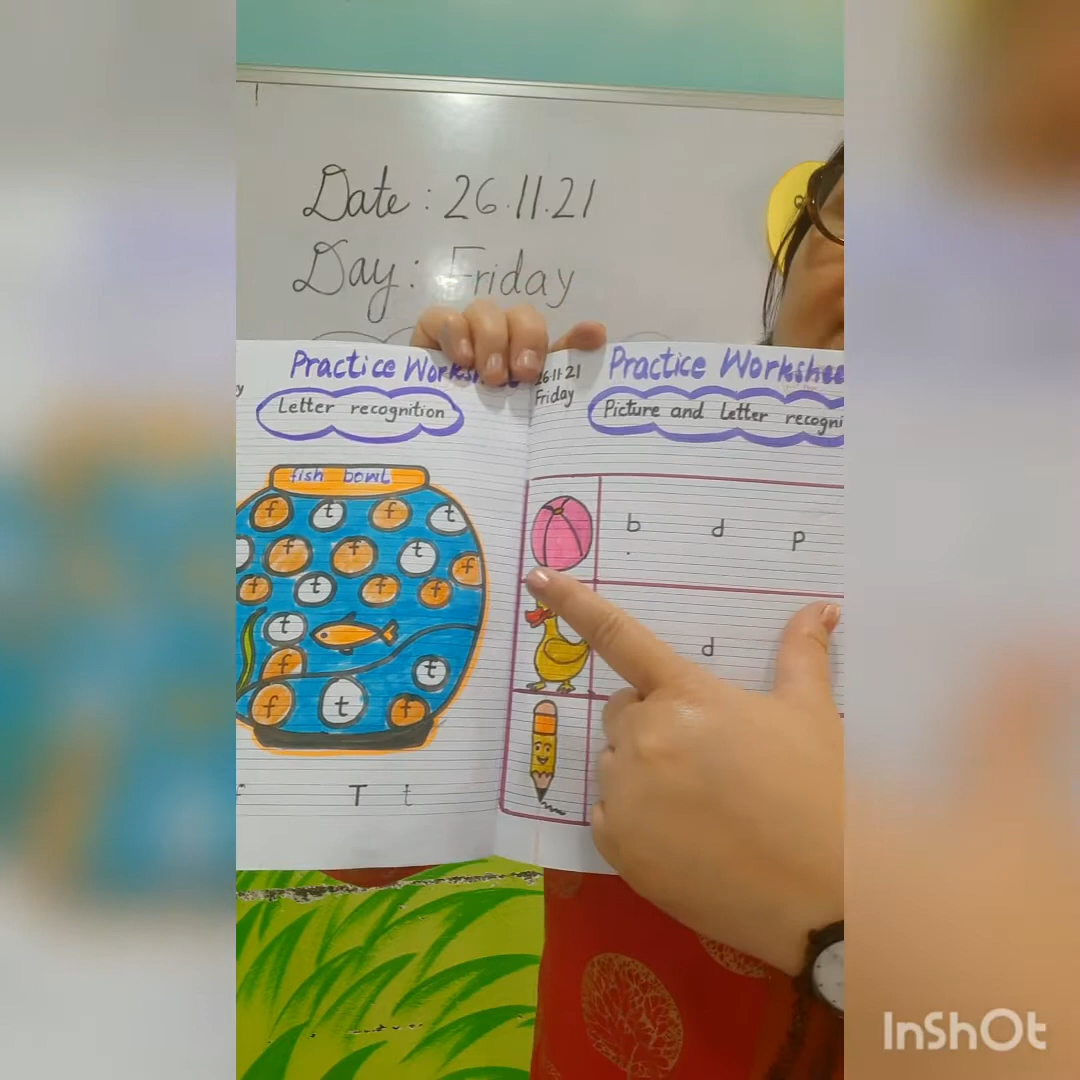 Date : 26.11.21
Day : Friday
Practice
Letter recognition
fish bowl
f t f t
f f t f
f t f f
t
f
t
f t f
T t
26.11.21
Friday
Practice Workshee
Picture and Letter recogni
b d p
d
InShOt